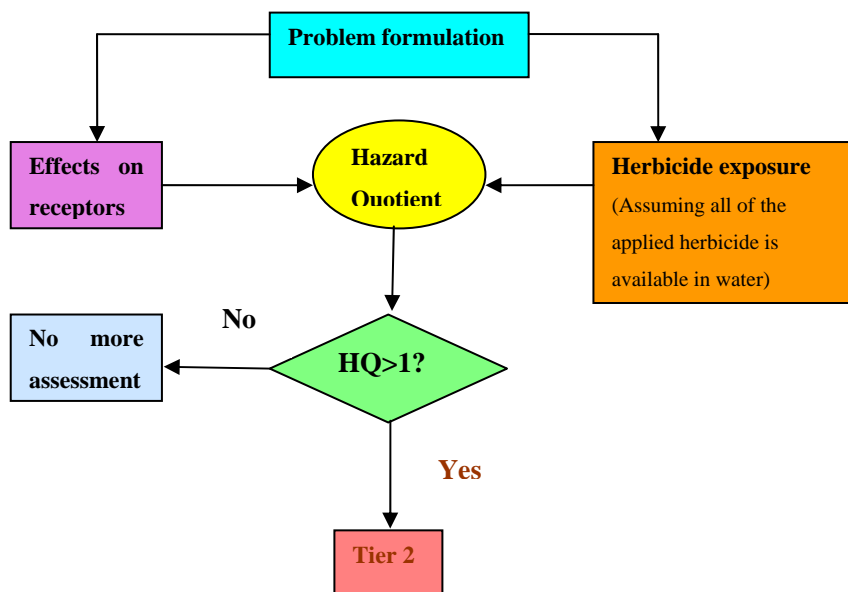 Problem formulation
Effects on
receptors
Hazard
Quotient
Herbicide exposure
(Assuming all of the
applied herbicide is
available in water)
No
No more
assessment
HQ>1?
Yes
Tier 2